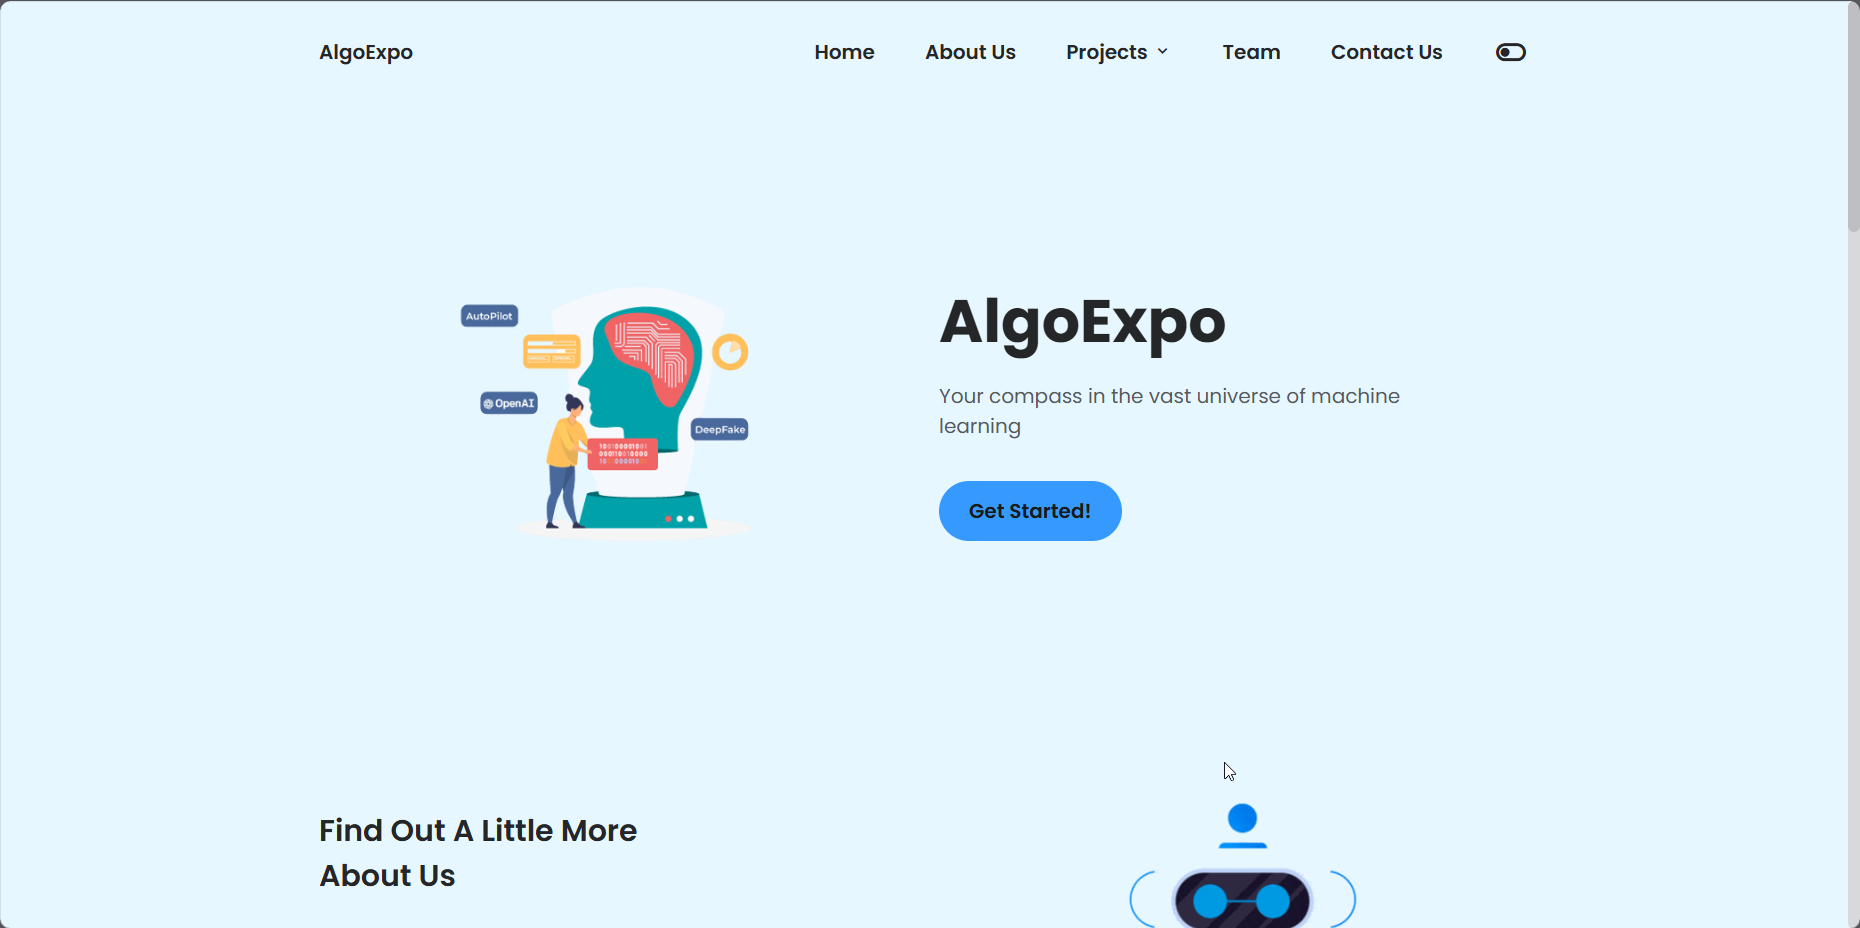 AlgoExpo
Home
About Us
Projects
Team
Contact Us
AutoPilot
OpenAI
DeepFake
AlgoExpo
Your compass in the vast universe of machine
learning
Get Started!
Find Out A Little More
About Us